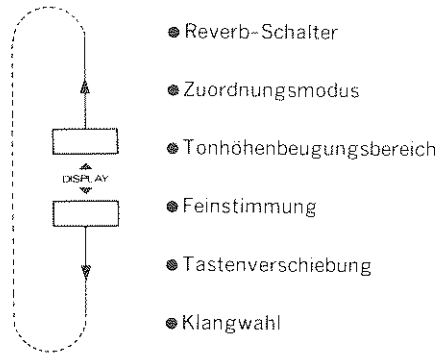 ● Reverb-Schalter
● Zuordnungsmodus
● Tonhöhenbeugungsbereich
DISPLAY
● Feinstimmung
● Tastenverschiebung
● Klangwahl